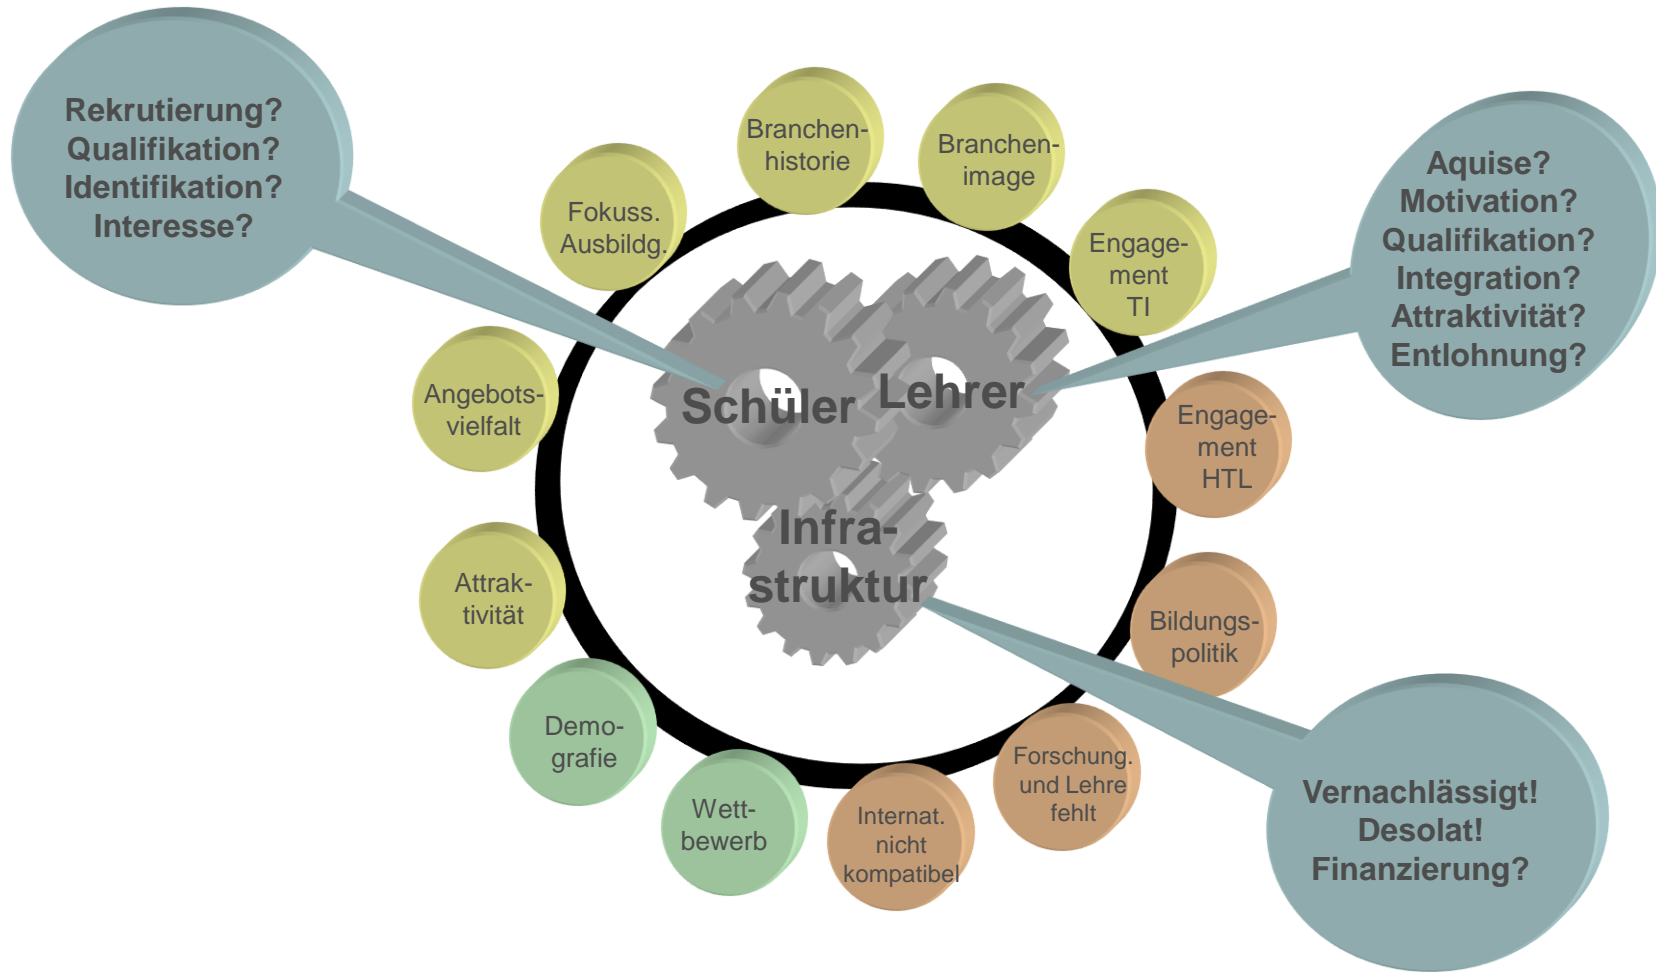 Rekrutierung?
Qualifikation?
Identifikation?
Interesse?
Branchen-
historie
Branchen-
image
Fokuss.
Ausbildg.
Engage-
ment
TI
Aquise?
Motivation?
Qualifikation?
Integration?
Attraktivität?
Entlohnung?
Angebots-
vielfalt
Schüler
Lehrer
Engage-
ment
HTL
Infra-
struktur
Attrak-
tivität
Bildungs-
politik
Demo-
grafie
Wett-
bewerb
Internat.
nicht
kompatibel
Forschung.
und Lehre
fehlt
Vernachlässigt!
Desolat!
Finanzierung?